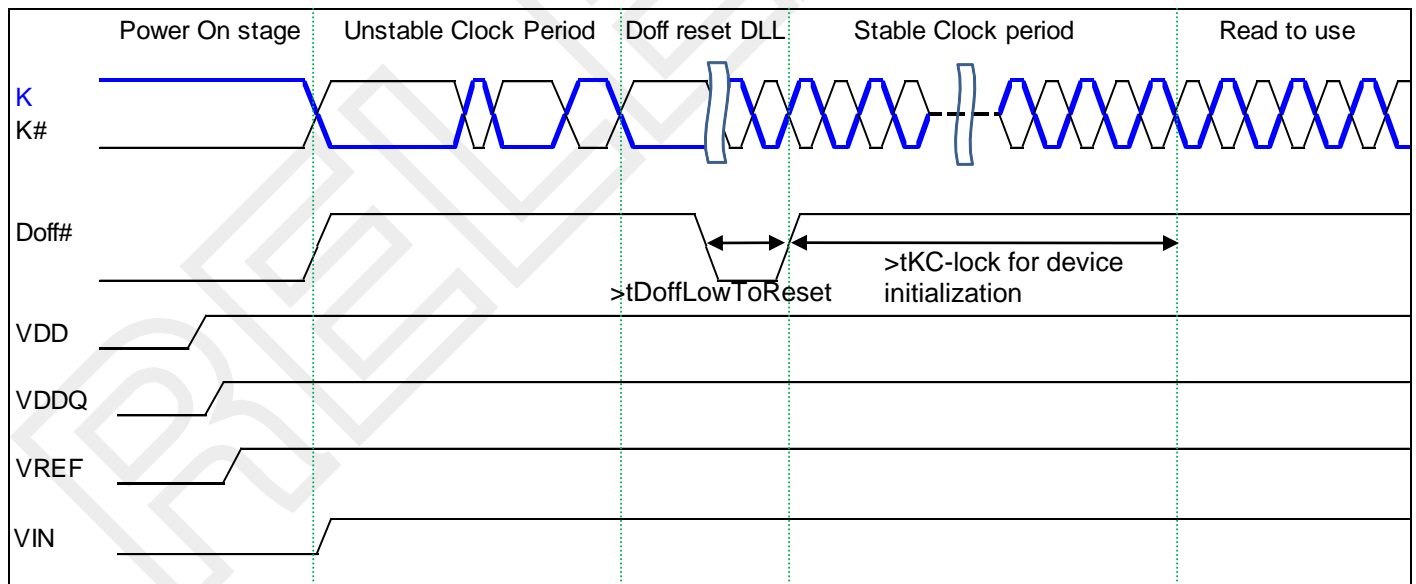 Power On stage Unstable Clock Period Doff reset DLL Stable Clock period Read to use
K
K#
Doff#
>tDoffLowToReset
>tKC-lock for device
initialization
VDD
VDDQ
VREF
VIN